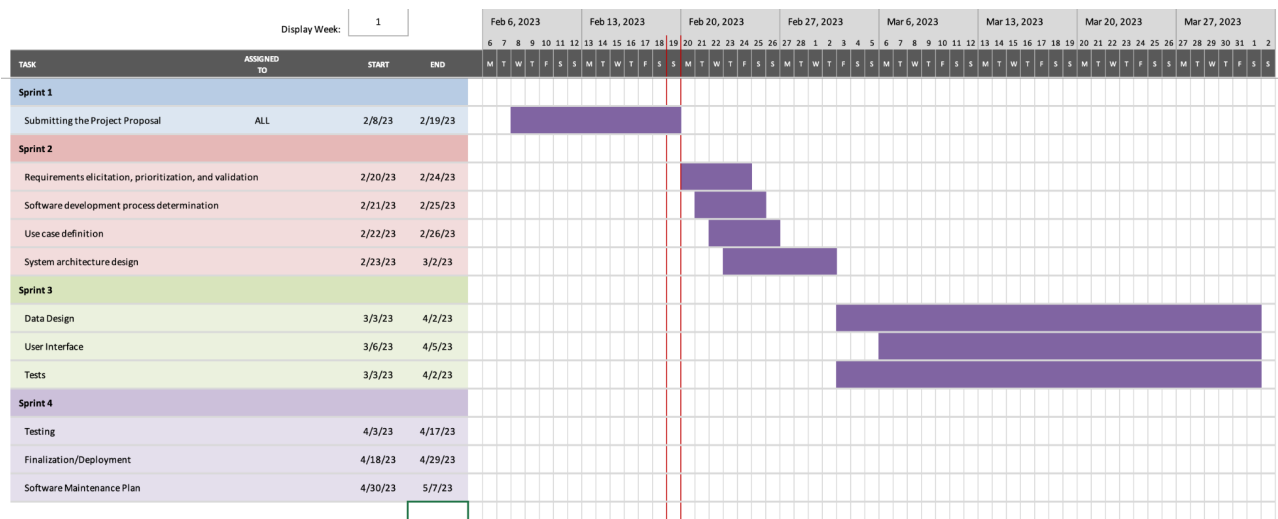 Display Week: 1
Feb 6, 2023 Feb 13, 2023 Feb 20, 2023 Feb 27, 2023 Mar 6, 2023 Mar 13, 2023 Mar 20, 2023 Mar 27, 2023
6 7 8 9 10 11 12 13 14 15 16 17 18 19 20 21 22 23 24 25 26 27 28 1 2 3 4 5 6 7 8 9 10 11 12 13 14 15 16 17 18 19 20 21 22 23 24 25 26 27 28 29 30 31 1 2
TASK ASSIGNED TO START END M T W T F S S M T W T F S S M T W T F S S M T W T F S S M T W T F S S M T W T F S S M T W T F S S M T W T F S S
Sprint 1
Submitting the Project Proposal ALL 2/8/23 2/19/23
Sprint 2
Requirements elicitation, prioritization, and validation 2/20/23 2/24/23
Software development process determination 2/21/23 2/25/23
Use case definition 2/22/23 2/26/23
System architecture design 2/23/23 3/2/23
Sprint 3
Data Design 3/3/23 4/2/23
User Interface 3/6/23 4/5/23
Tests 3/3/23 4/2/23
Sprint 4
Testing 4/3/23 4/17/23
Finalization/Deployment 4/18/23 4/29/23
Software Maintenance Plan 4/30/23 5/7/23